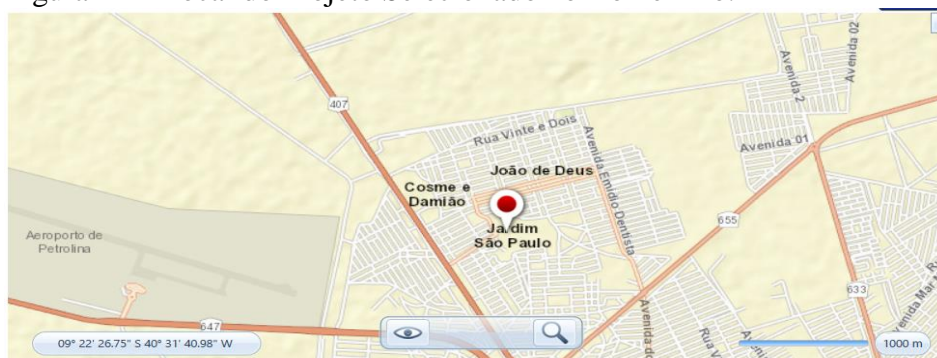 407
Avenida 2
Avenida 02
Rua Vinte e Dois
Avenida 01
João de Deus
Avenida Emídio Dentista
Cosme e
Damião
Jardim
São Paulo
655
Aeroporto de
Petrolina
633
647
09° 22' 26.75" S 40° 31' 40.98" W
1000 m